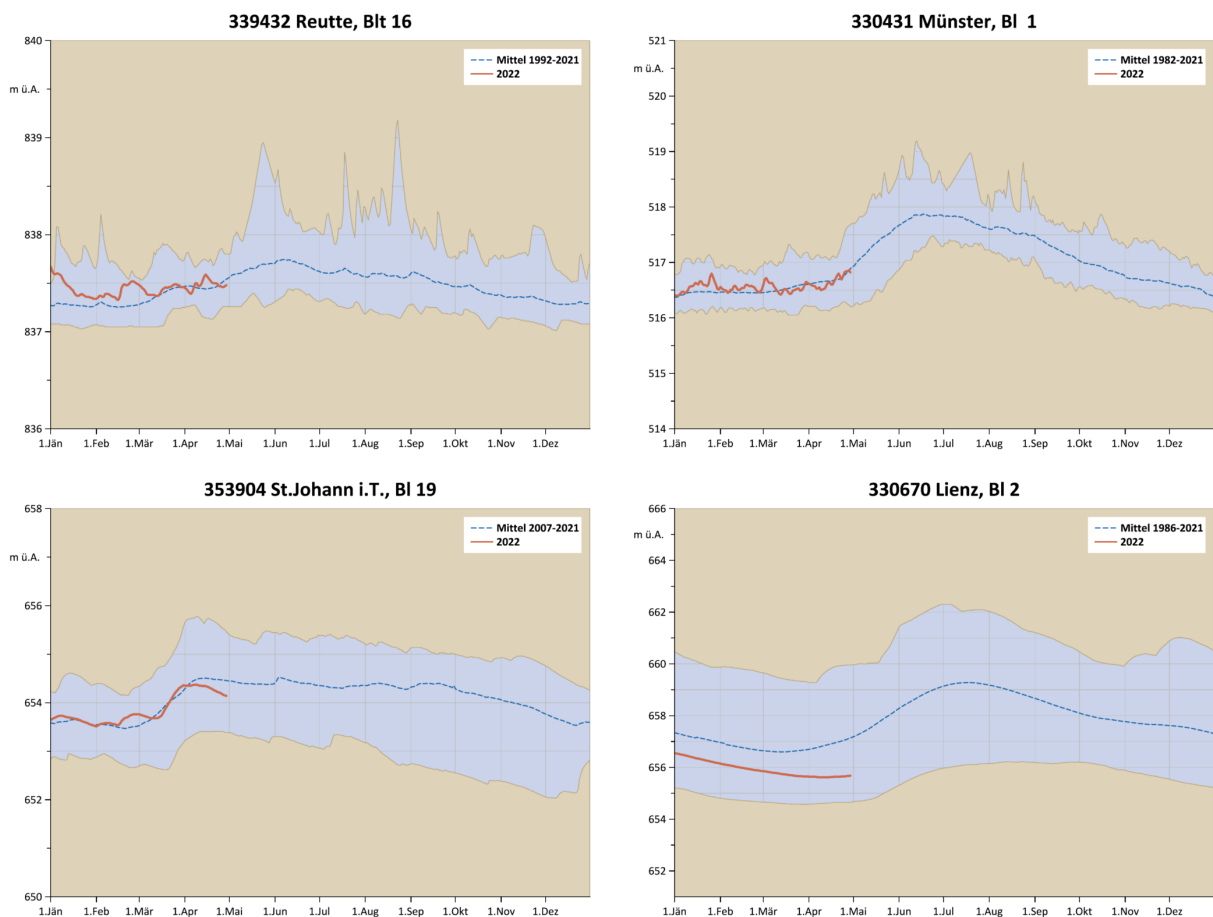 339432 Reutte, Blt 16
840
m ü.A.
839
838
837
836
Mittel 1992-2021
2022
1.Jän 1.Feb 1.Mär 1.Apr 1.Mai 1.Jun 1.Jul 1.Aug 1.Sep 1.Okt 1.Nov 1.Dez
330431 Münster, Bl 1
521
m ü.A.
520
519
518
517
516
515
514
Mittel 1982-2021
2022
1.Jän 1.Feb 1.Mär 1.Apr 1.Mai 1.Jun 1.Jul 1.Aug 1.Sep 1.Okt 1.Nov 1.Dez
353904 St.Johann i.T., Bl 19
658
m ü.A.
656
654
652
650
Mittel 2007-2021
2022
1.Jän 1.Feb 1.Mär 1.Apr 1.Mai 1.Jun 1.Jul 1.Aug 1.Sep 1.Okt 1.Nov 1.Dez
330670 Lienz, Bl 2
666
m ü.A.
664
662
660
658
656
654
652
Mittel 1986-2021
2022
1.Jän 1.Feb 1.Mär 1.Apr 1.Mai 1.Jun 1.Jul 1.Aug 1.Sep 1.Okt 1.Nov 1.Dez